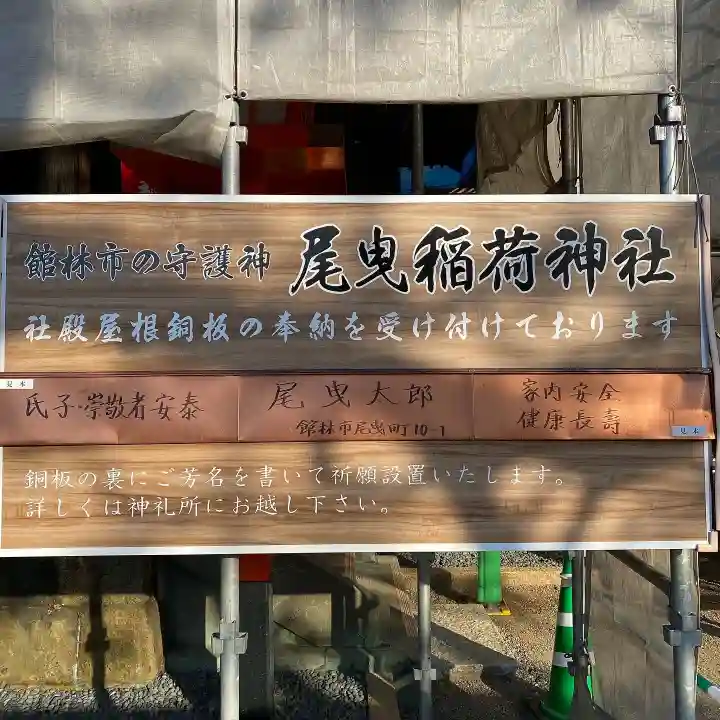 館林市の守護神 尾曳稲荷神社
社殿屋根銅板の奉納を受け付けております
見本
氏子・崇敬者安泰
尾曳太郎
館林市尾曳町10-1
家内安全
健康長壽
見本
銅板の裏にご芳名を書いて祈願設置いたします。
詳しくは神札所にお越し下さい。